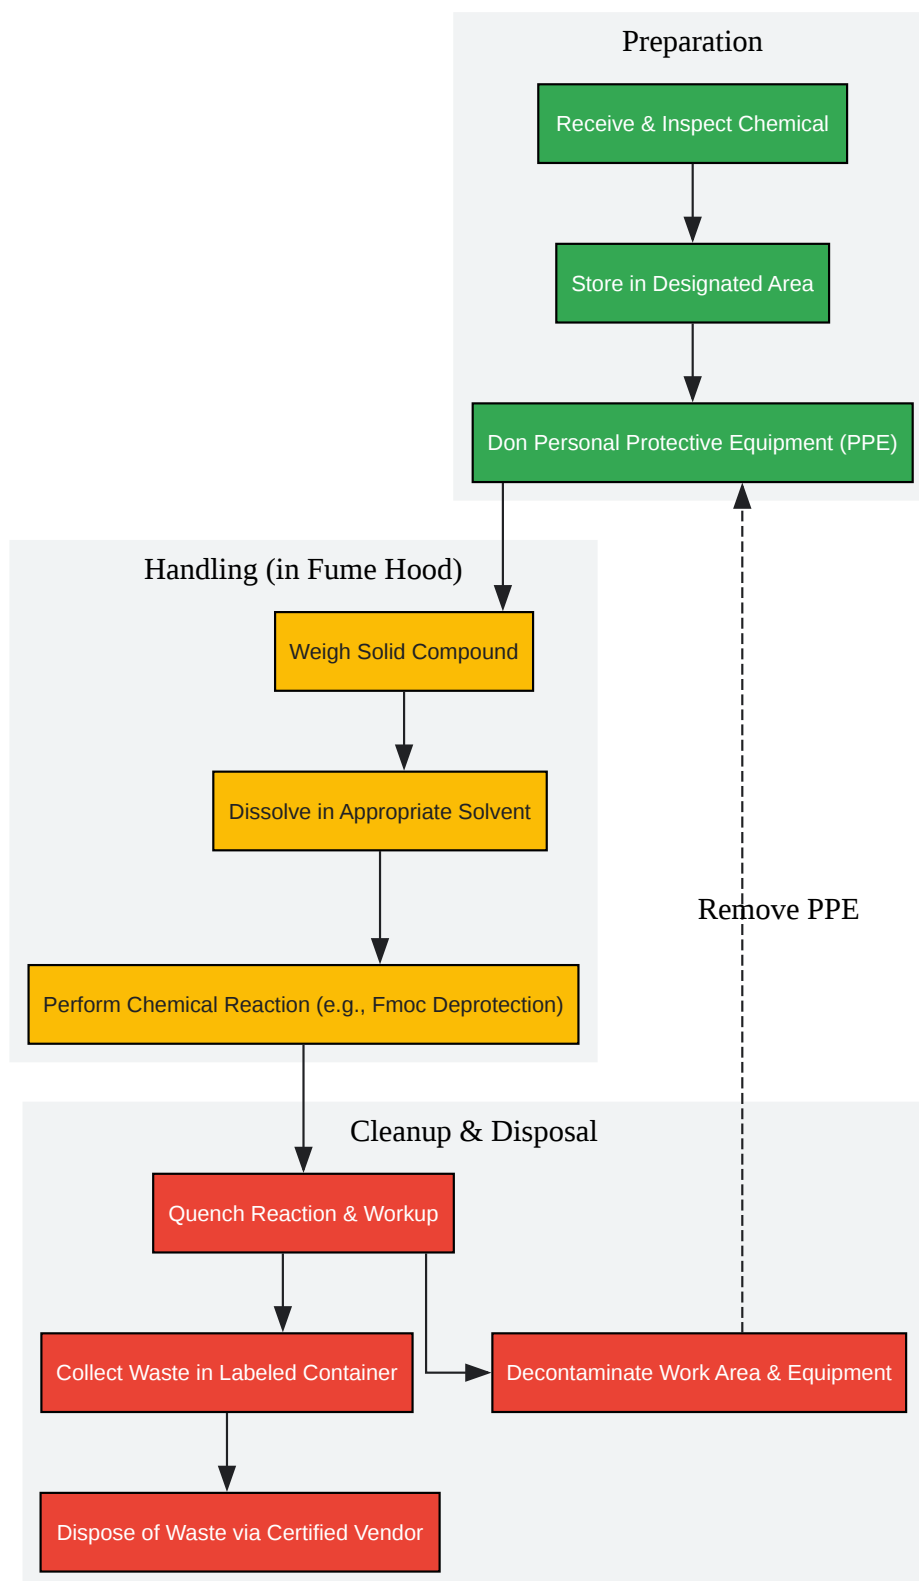 Preparation
Receive & Inspect Chemical
Store in Designated Area
Don Personal Protective Equipment (PPE)
Handling (in Fume Hood)
Weigh Solid Compound
Dissolve in Appropriate Solvent
Remove PPE
Perform Chemical Reaction (e.g., Fmoc Deprotection)
Cleanup & Disposal
Quench Reaction & Workup
Collect Waste in Labeled Container
Decontaminate Work Area & Equipment
Dispose of Waste via Certified Vendor